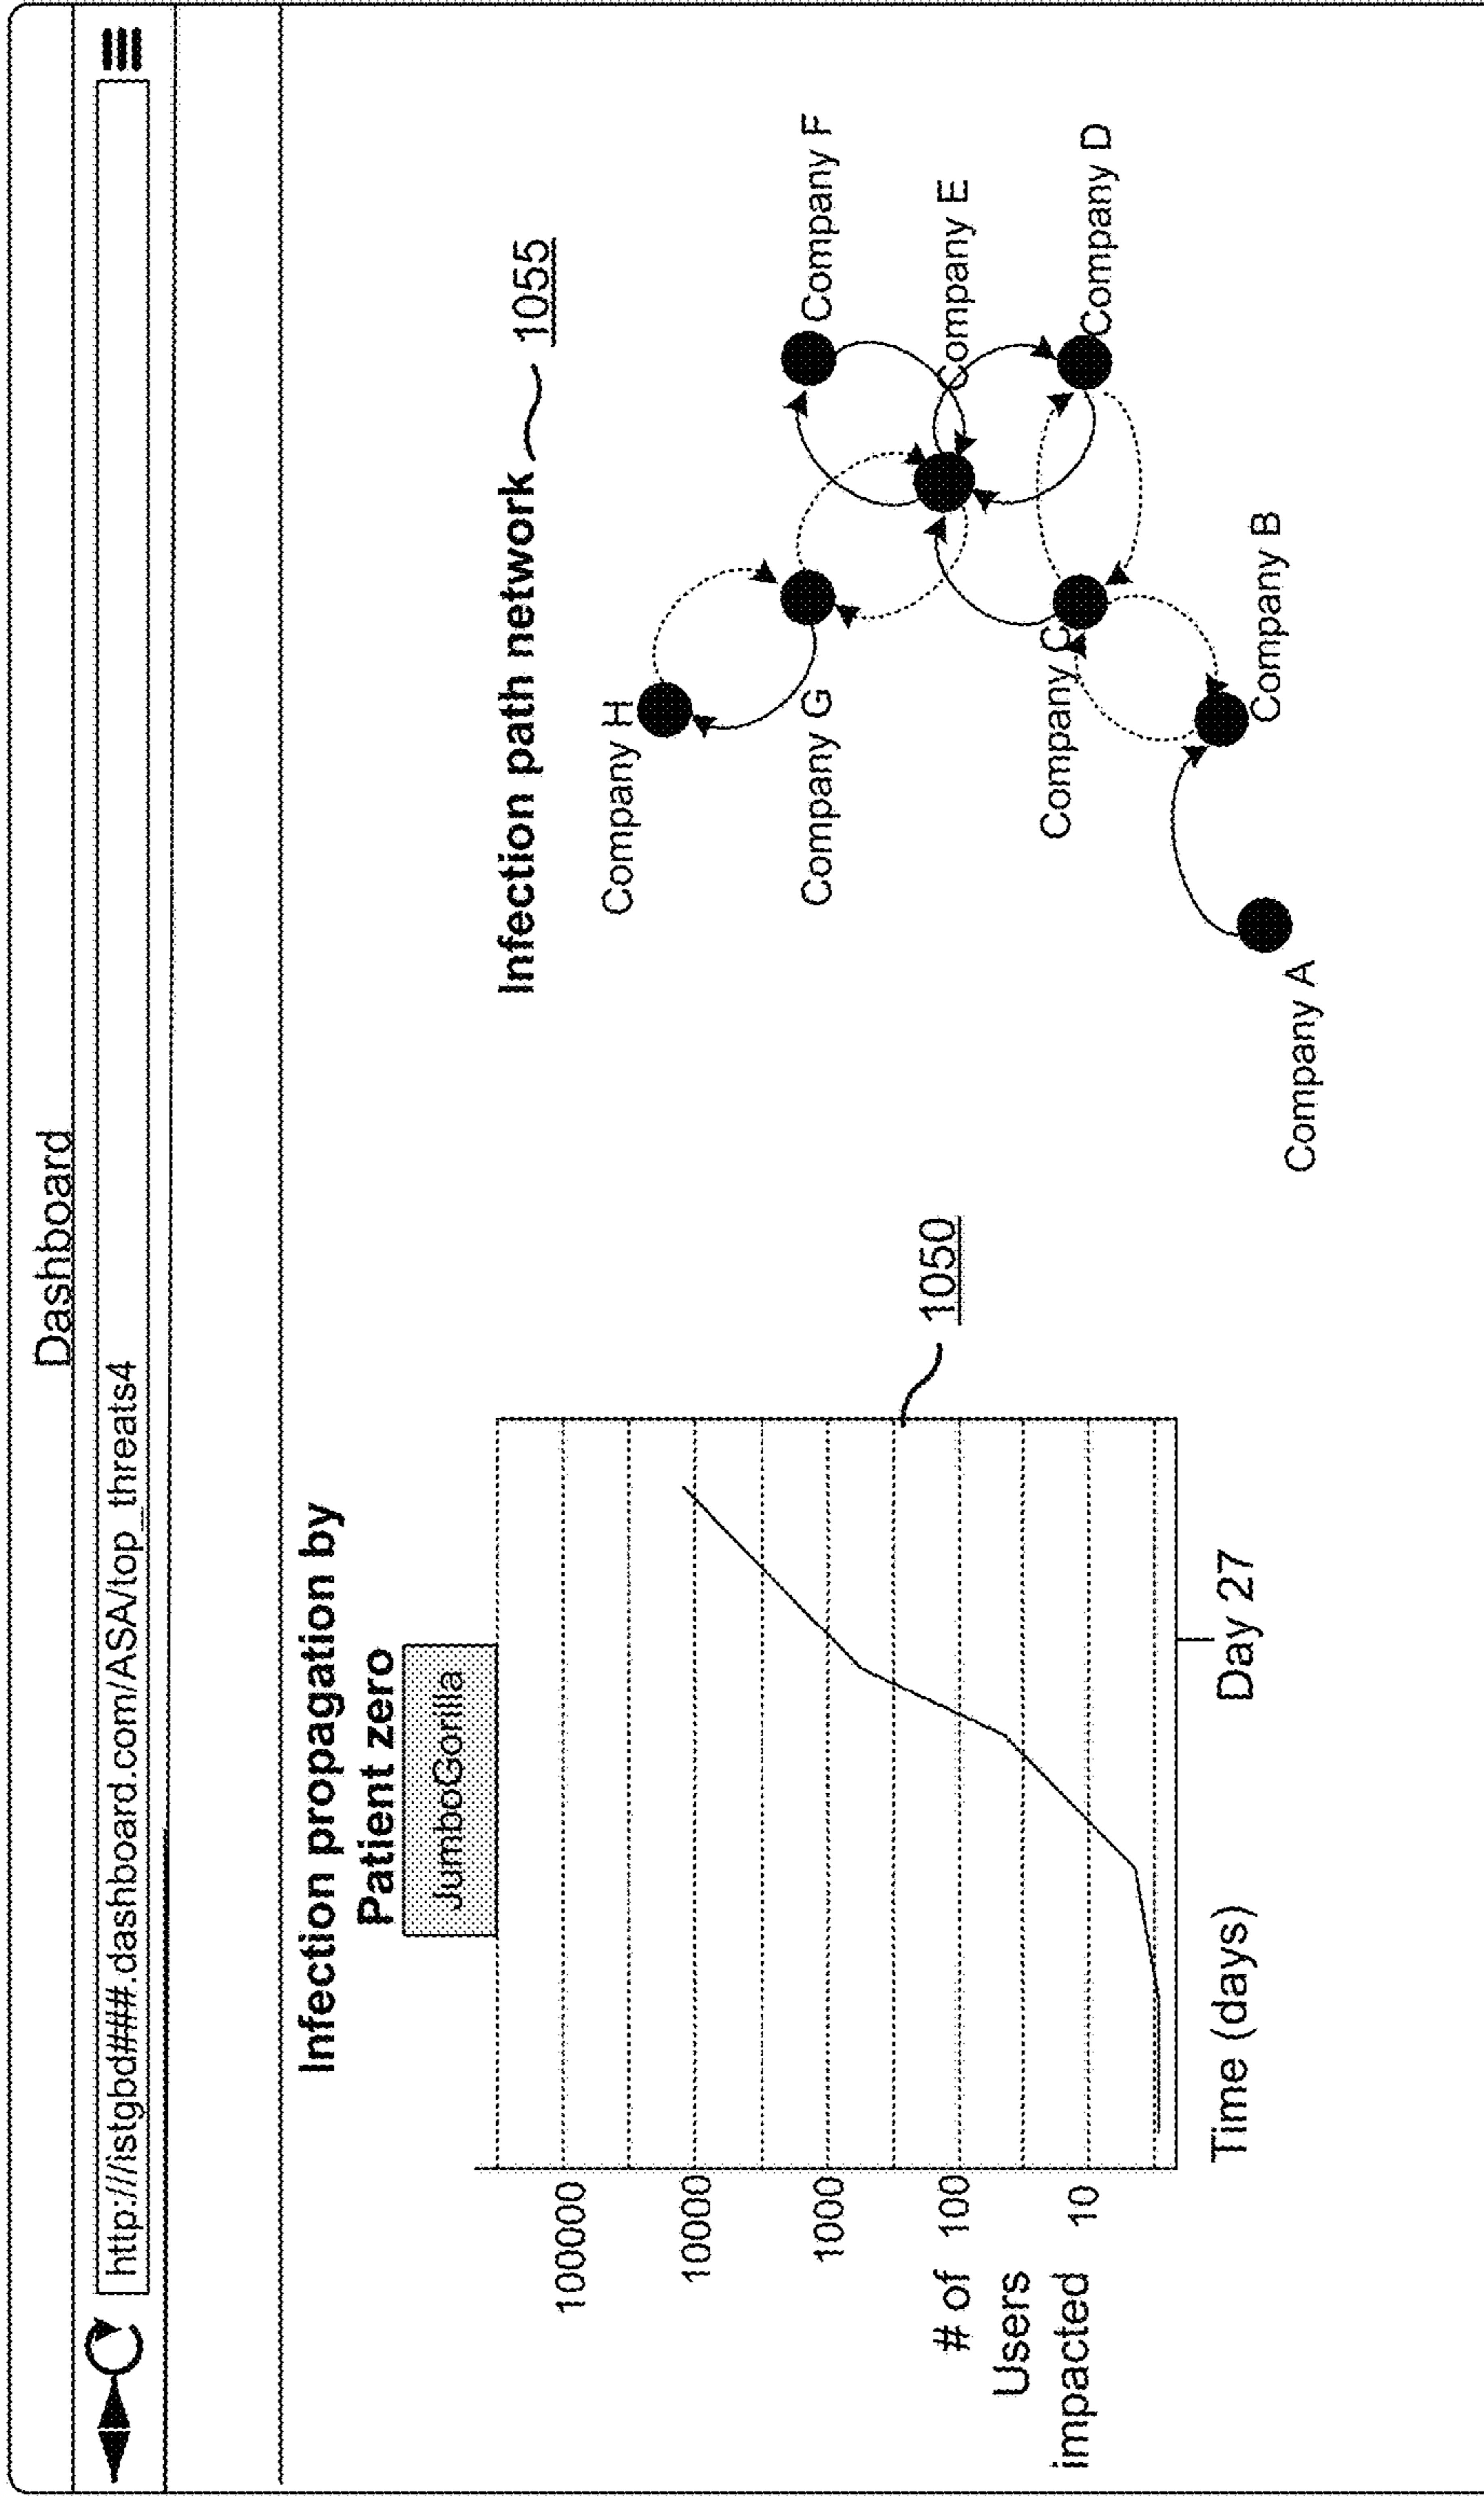 Dashboard
http:///istgbd###.dashboard.com/ASA/top_threats4
Infection propagation by
Patient zero
JumboGorilla
100000
10000
1000
# of 100
Users
impacted 10
Time (days)
Day 27
1050
Infection path network 1055
Company H
Company F
Company G
Company E
Company C
Company D
Company B
Company A